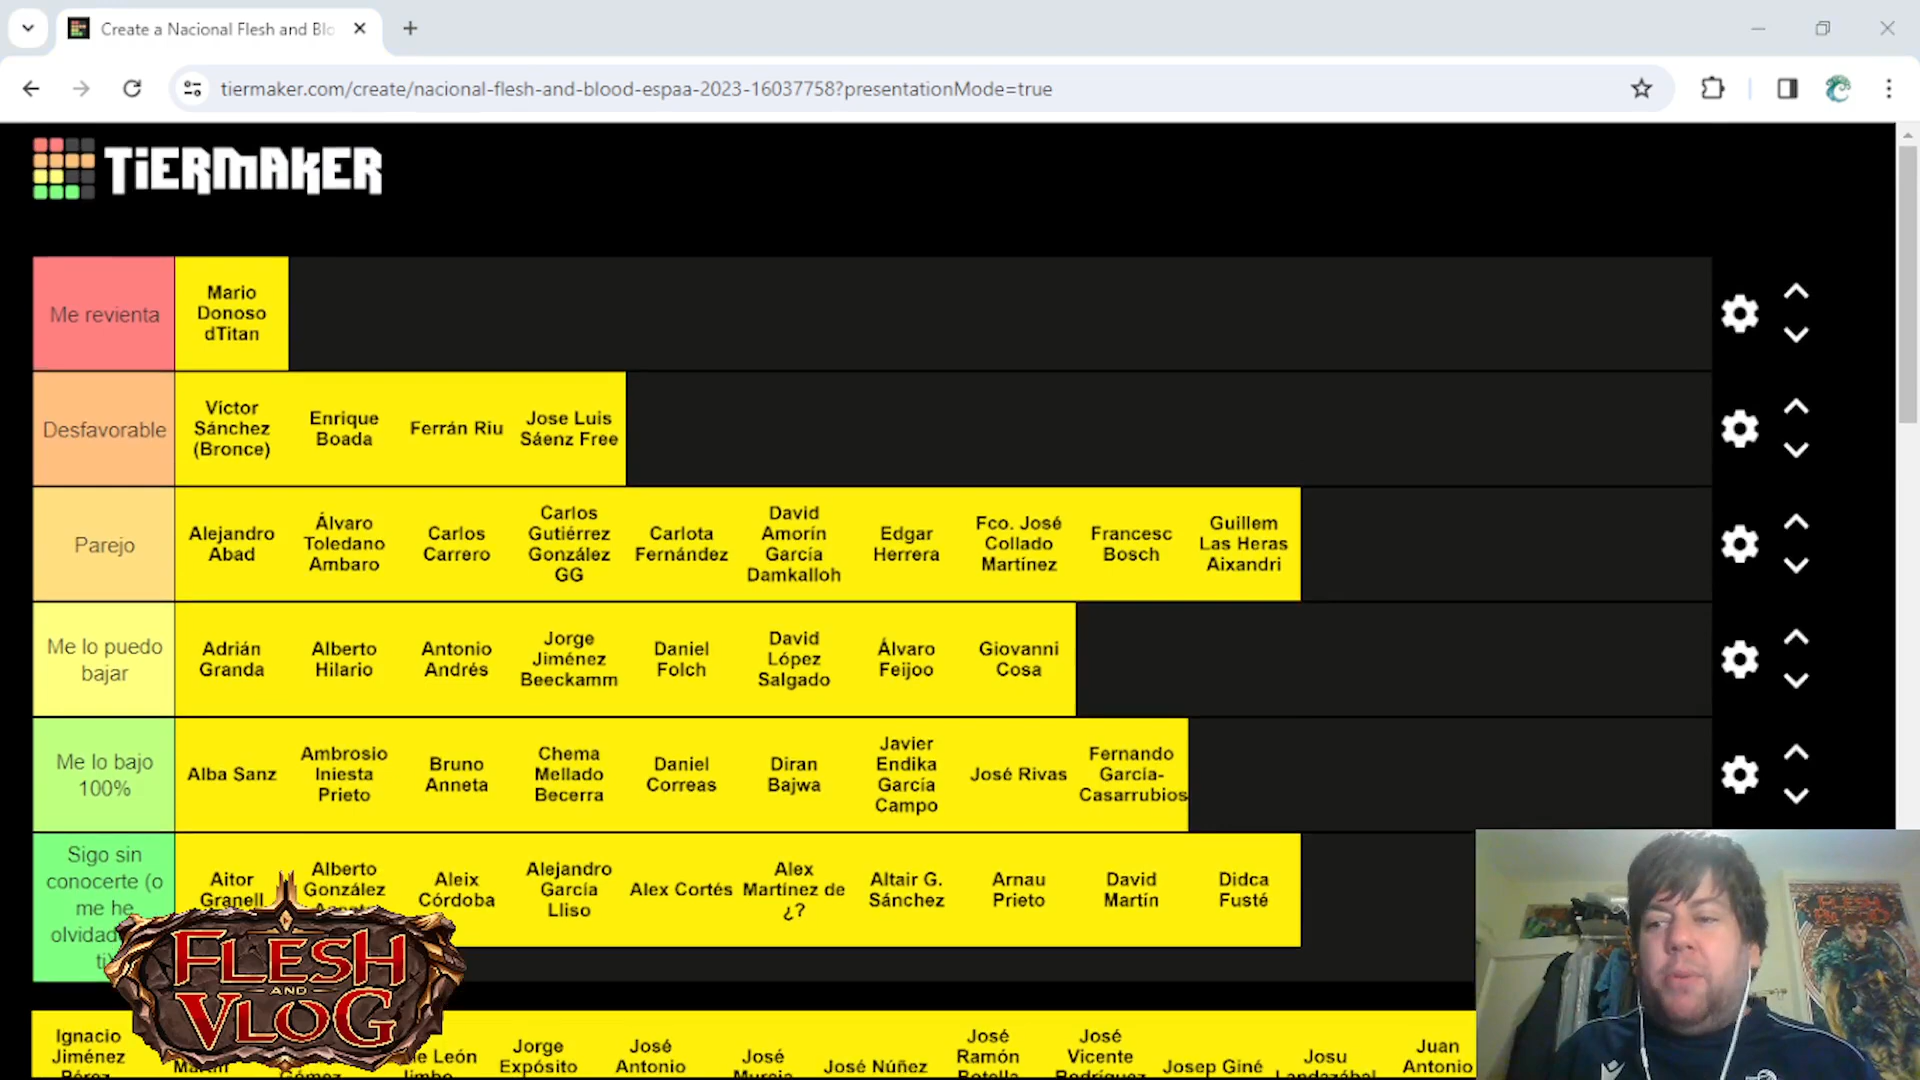 Create a Nacional Flesh and Blo
tiermaker.com/create/nacional-flesh-and-blood-espaa-2023-16037758?presentationMode=true
TiERMAKER
Me revienta
Mario
Donoso
dTitan
Desfavorable
Víctor
Sánchez
(Bronce)
Enrique
Boada
Ferrán Riu
Jose Luis
Sáenz Free
Parejo
Alejandro
Abad
Álvaro
Toledano
Ambaro
Carlos
Carrero
Carlos
Gutiérrez
González
GG
Carlota
Fernández
David
Amorín
García
Damkalloh
Edgar
Herrera
Fco. José
Collado
Martínez
Francesc
Bosch
Guillem
Las Heras
Aixandri
Me lo puedo
bajar
Adrián
Granda
Alberto
Hilario
Antonio
Andrés
Jorge
Jiménez
Beeckamm
Daniel
Folch
David
López
Salgado
Álvaro
Feijoo
Giovanni
Cosa
Me lo bajo
100%
Alba Sanz
Ambrosio
Iniesta
Prieto
Bruno
Anneta
Chema
Mellado
Becerra
Daniel
Correas
Diran
Bajwa
Javier
Endika
García
Campo
José Rivas
Fernando
García-
Casarrubios
Sigo sin
conocerte (o
me he
Aitor
Granell
Alberto
González
Aleix
Córdoba
Alejandro
García
Lliso
Alex Cortés
Alex
Martínez de
¿?
Altair G.
Sánchez
Arnau
Prieto
David
Martín
Didca
Fusté
FLESH
AND
VLOG
Ignacio
Jiménez
Pérez
León
Jorge
Expósito
José
Antonio
José
Murcia
José Núñez
José
Ramón
José
Vicente
Rodríguez
Josep Giné
Josu
Landazábal
Juan
Antonio